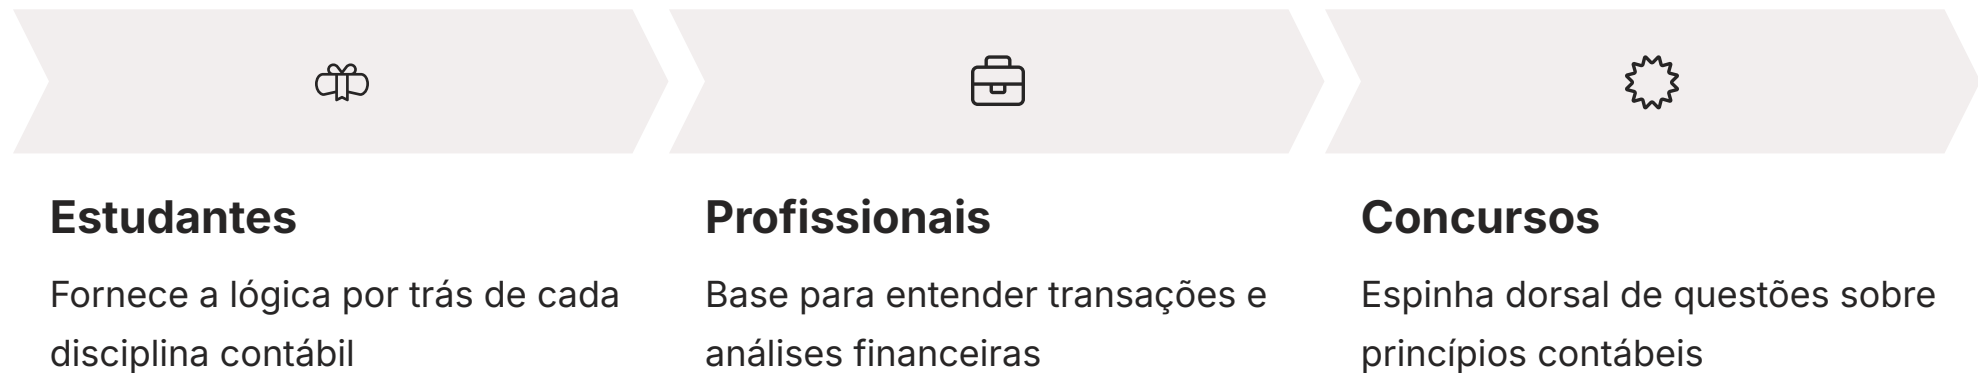 Estudantes
Fornece a lógica por trás de cada
disciplina contábil
Profissionais
Base para entender transações e
análises financeiras
Concursos
Espinha dorsal de questões sobre
princípios contábeis